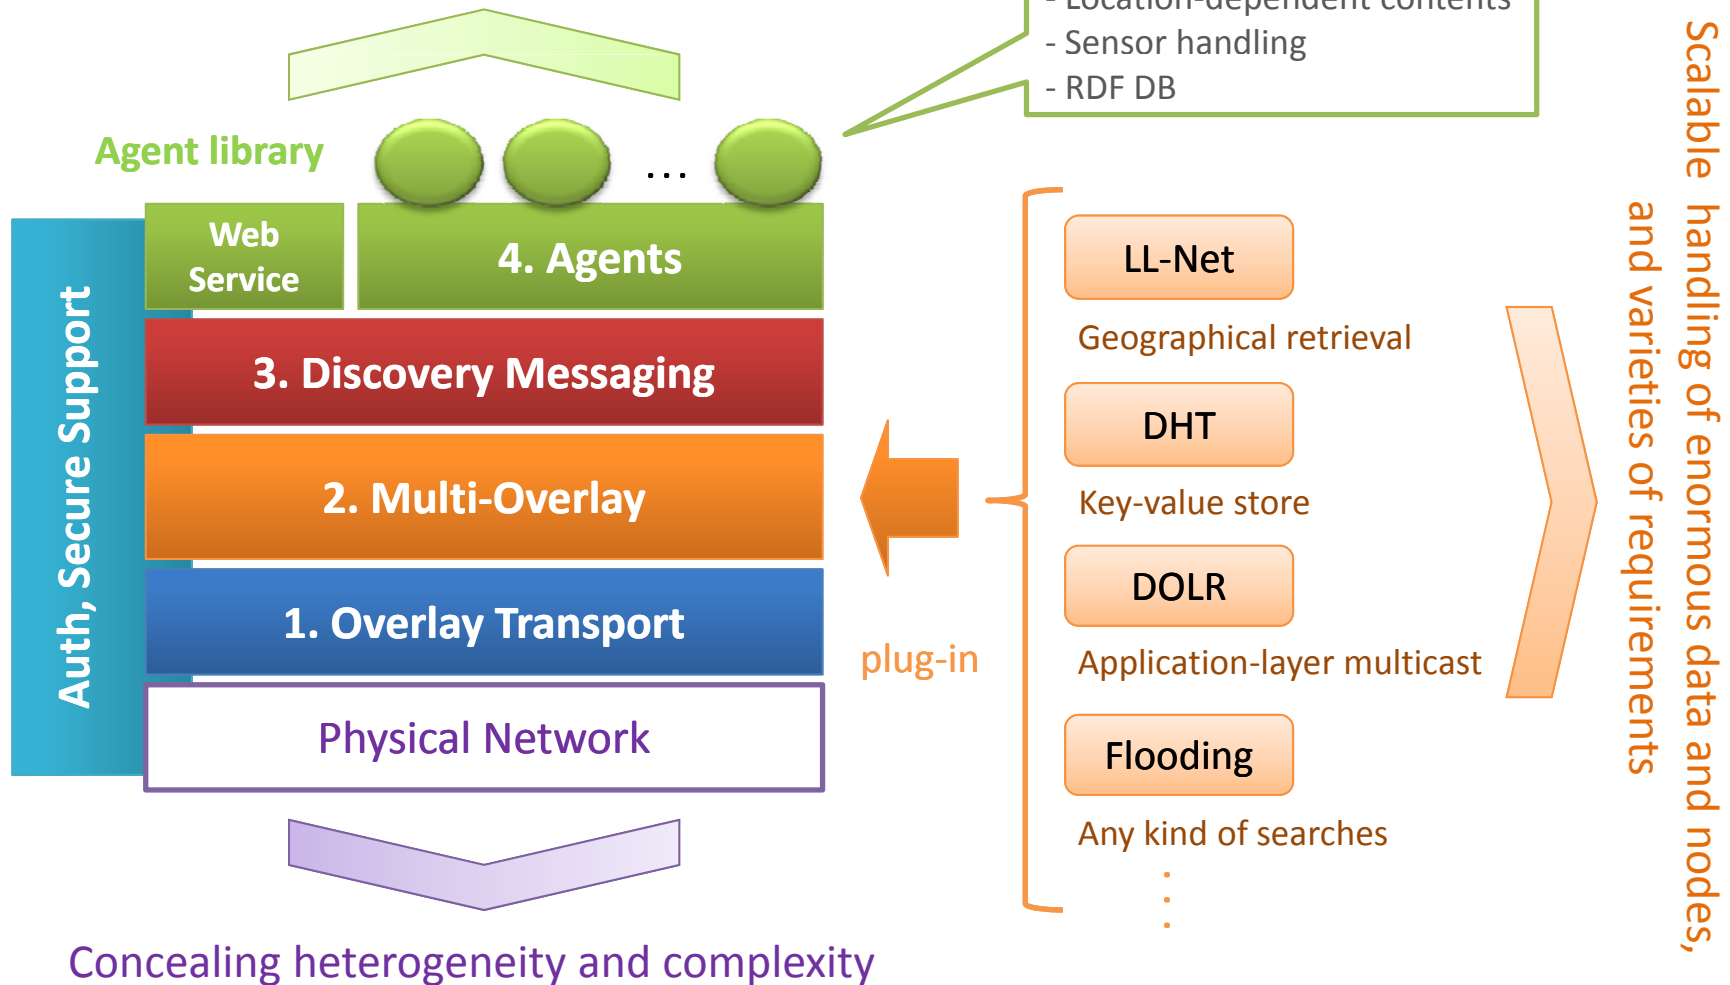 - Location-dependent contents
- Sensor handling
- RDF DB
Agent library
...
Web
Service
4. Agents
3. Discovery Messaging
2. Multi-Overlay
1. Overlay Transport
Physical Network
Auth, Secure Support
Concealing heterogeneity and complexity
plug-in
LL-Net
Geographical retrieval
DHT
Key-value store
DOLR
Application-layer multicast
Flooding
Any kind of searches
...
Scalable handling of enormous data and nodes,
and varieties of requirements